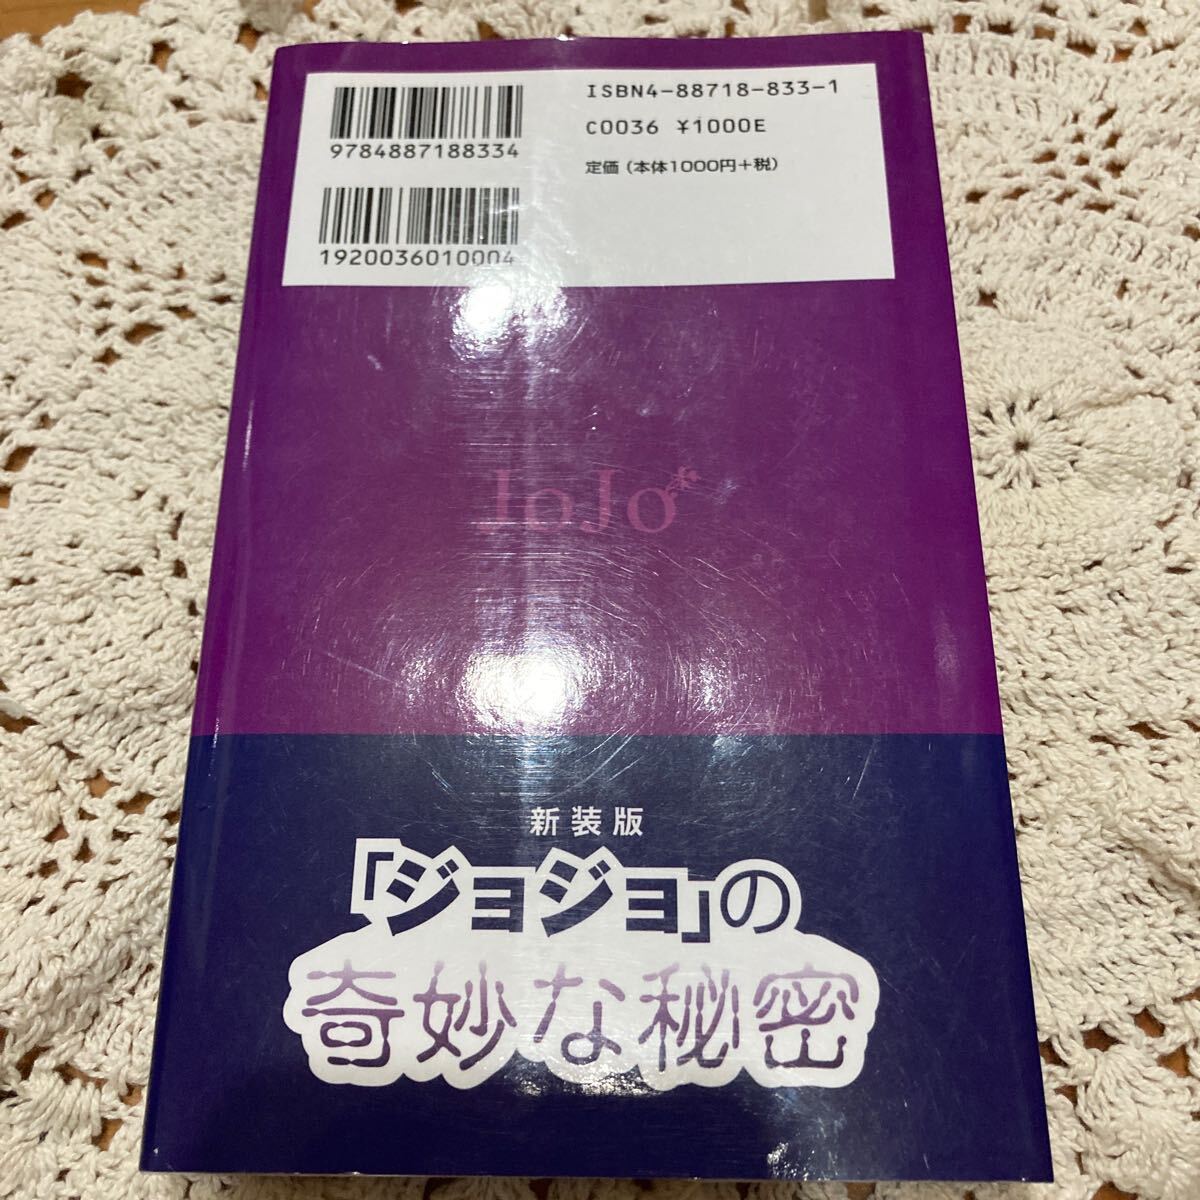 ISBN4-88718-833-1
C0036 ¥1000E
定価(本体1000円+税)
9784887188334
1920036010004
JoJo
新装版
「ジョジョ」の
奇妙な秘密